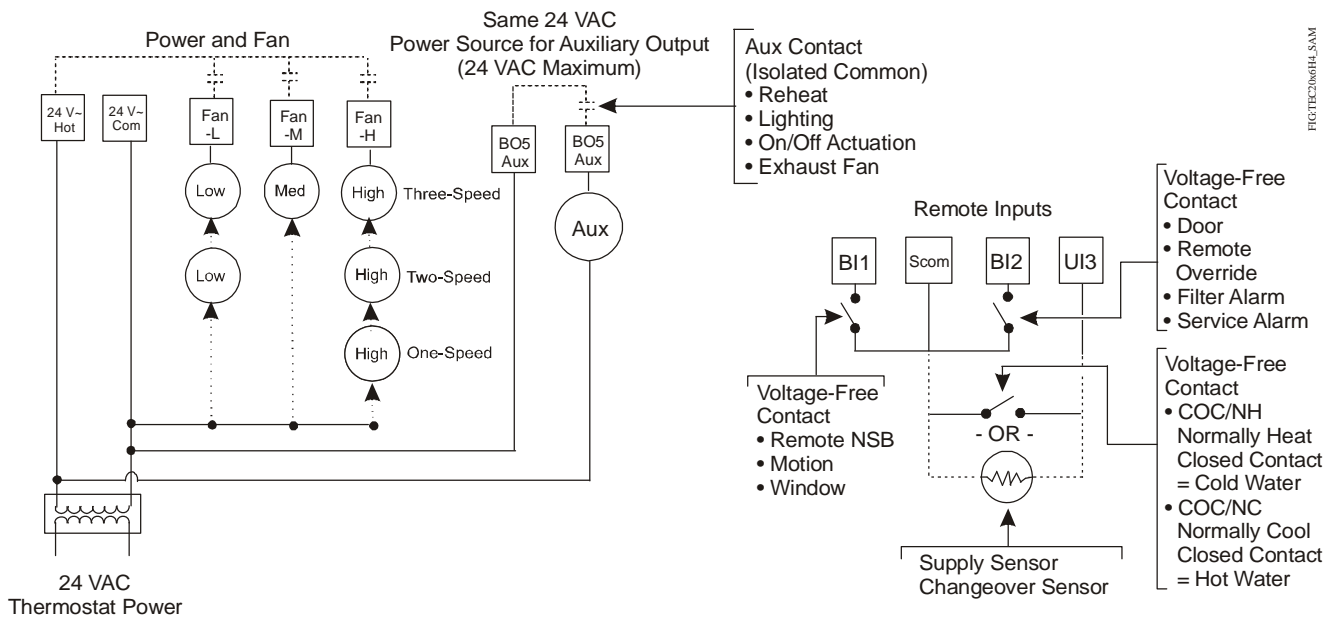 Same 24 VAC
Power Source for Auxiliary Output
(24 VAC Maximum)
Power and Fan
24 V~
Hot
24 V~
Com
Fan
-L
Fan
-M
Fan
-H
BO5
Aux
BO5
Aux
Aux Contact
(Isolated Common)
• Reheat
• Lighting
• On/Off Actuation
• Exhaust Fan
FIG:TEC20x6H4_SAM
Low
Med
High
Three-Speed
Aux
Low
High
Two-Speed
High
One-Speed
24 VAC
Thermostat Power
Remote Inputs
BI1
Scom
BI2
UI3
Voltage-Free
Contact
• Door
• Remote
Override
• Filter Alarm
• Service Alarm
Voltage-Free
Contact
• Remote NSB
• Motion
• Window
- OR -
Voltage-Free
Contact
• COC/NH
Normally Heat
Closed Contact
= Cold Water
• COC/NC
Normally Cool
Closed Contact
= Hot Water
Supply Sensor
Changeover Sensor